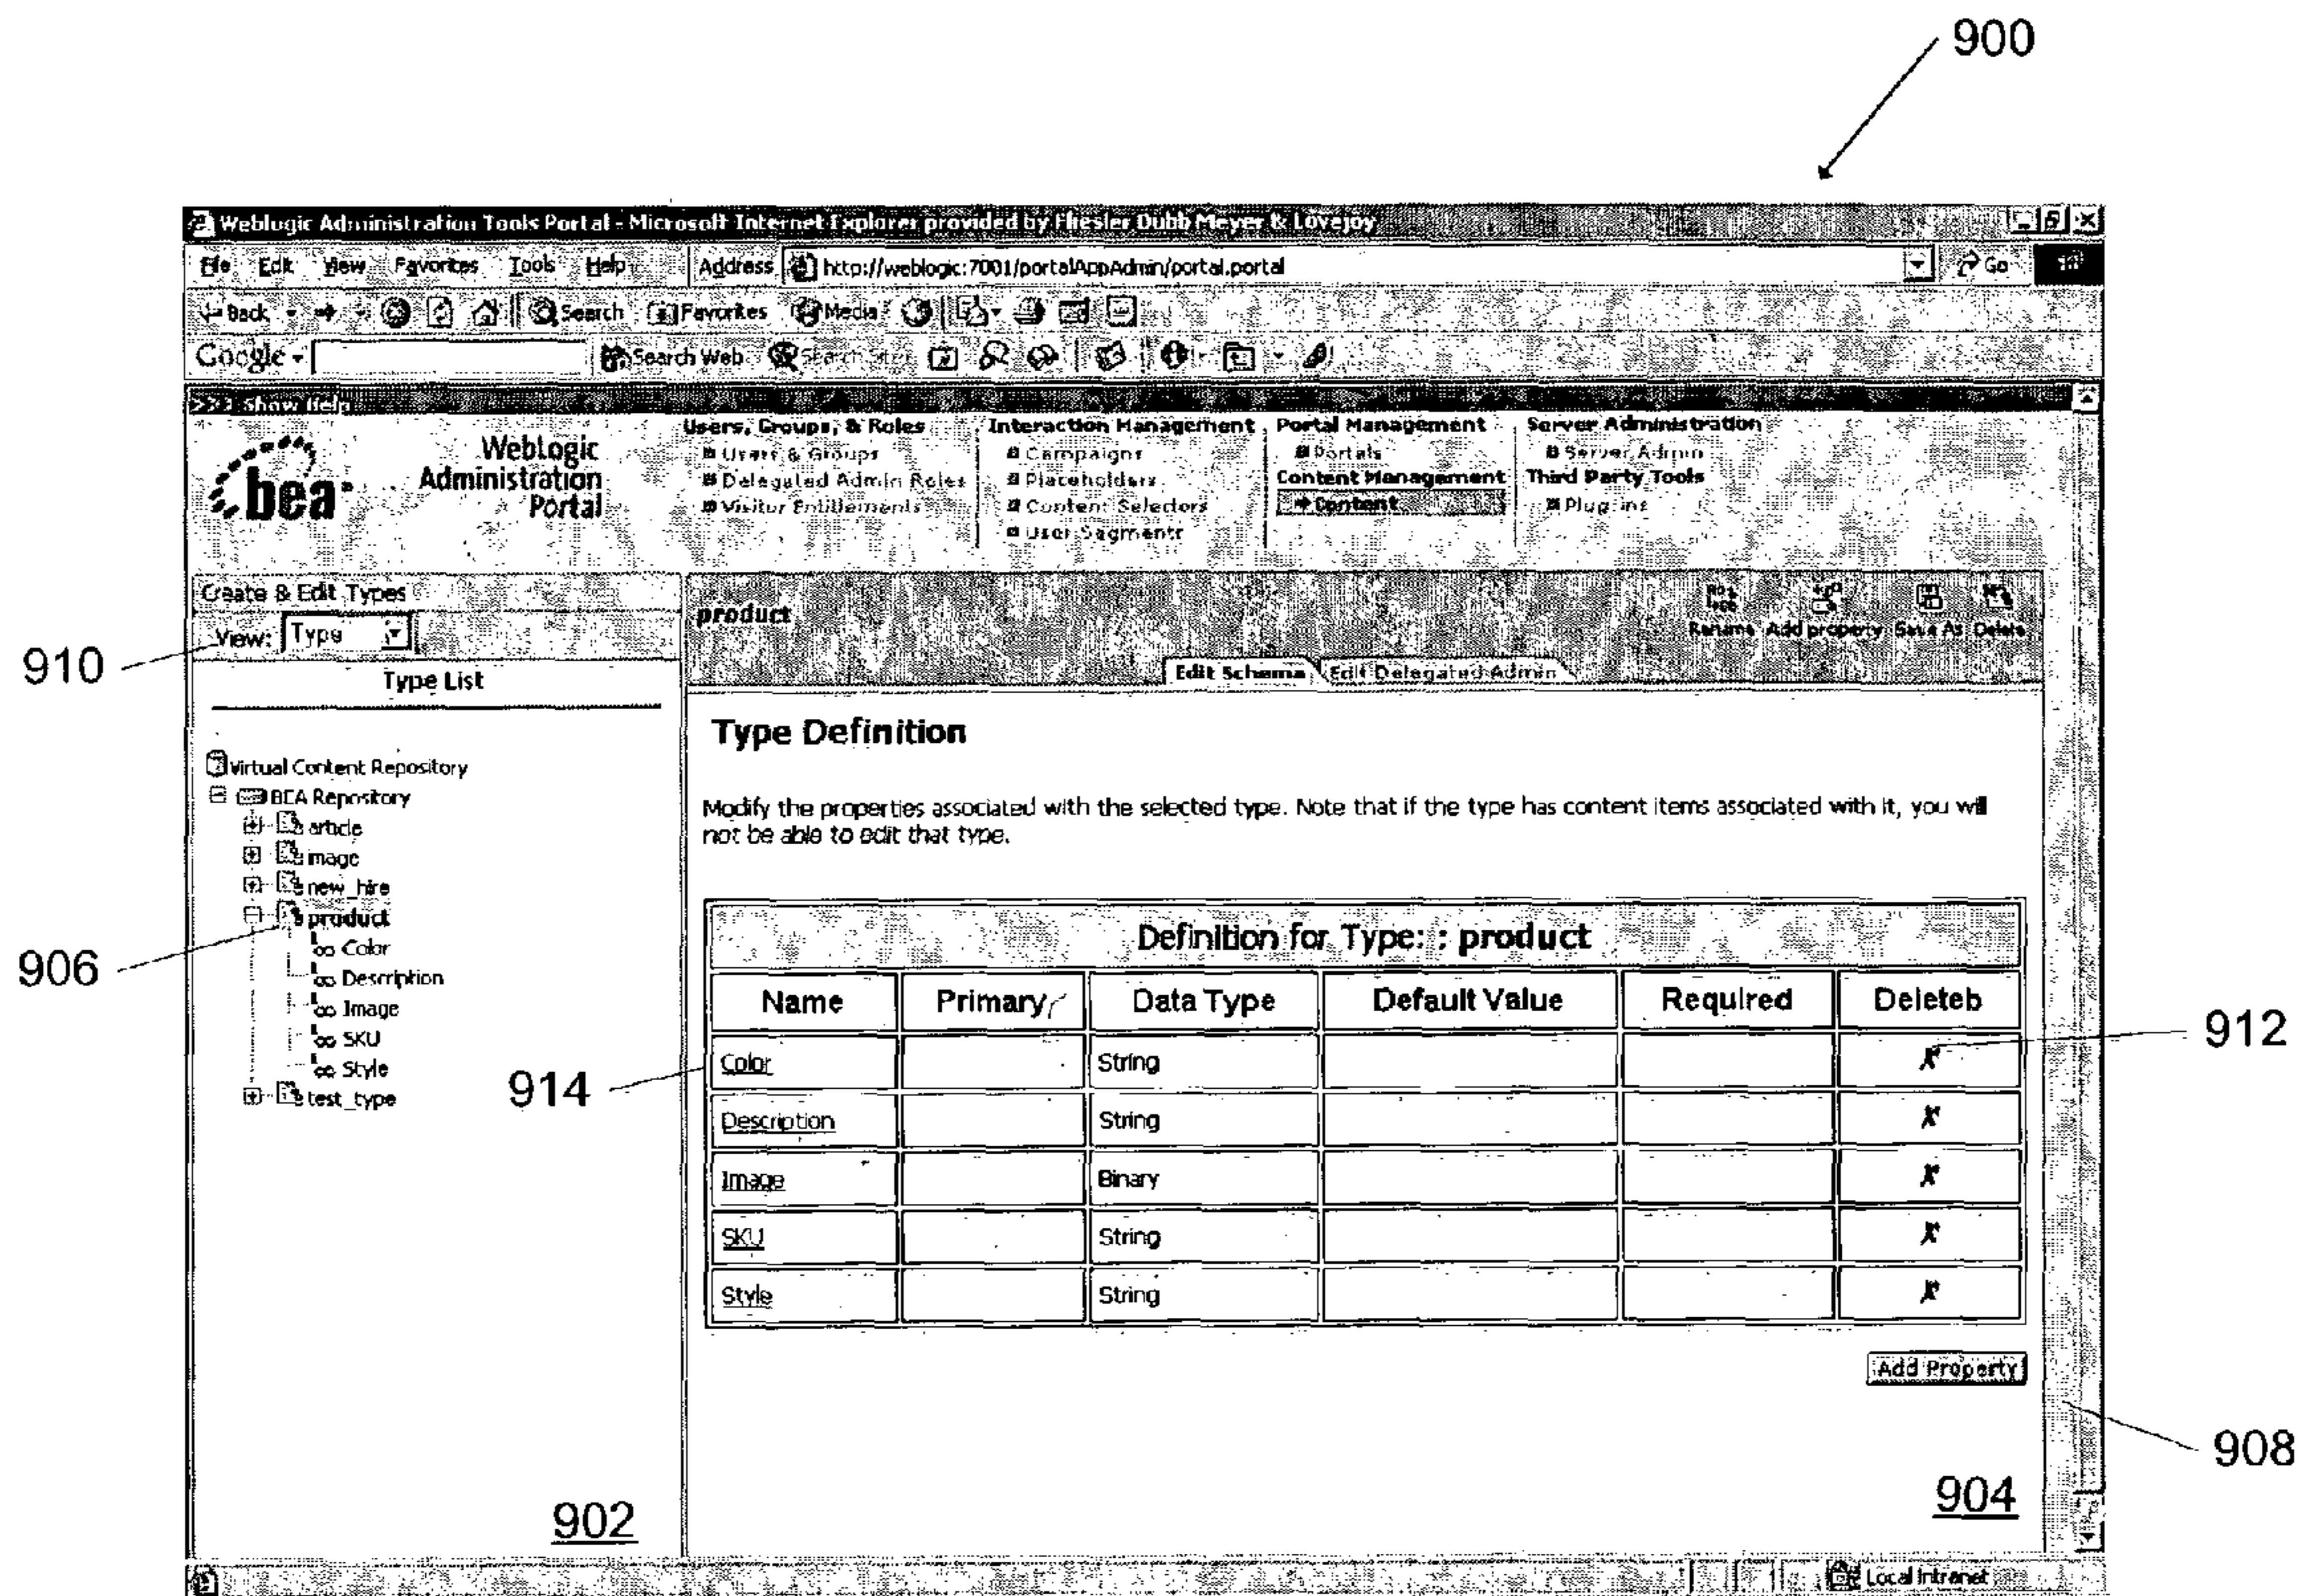 900
Weblogic Administration Tools Portal - Microsoft Internet Explorer provided by Fliesler Dubb Meyer & Lovejoy
File Edit View Favorites Tools Help Address http://weblogic:7001/portalAppAdmin/portal.portal Go
Back Search Favorites Media
Google Search Web Search Site
>>> Show Help
bea
WebLogic
Administration
Portal
Users, Groups, & Roles
Users & Groups
Delegated Admin Roles
Visitor Entitlements
Interaction Management
Campaigns
Placeholders
Content Selectors
User Segments
Portal Management
Portals
Content Management
Content
Server Administration
Server Admin
Third Party Tools
Plug-ins
Create & Edit Types
View: Type
910
Type List
Virtual Content Repository
BEA Repository
article
image
new_hire
product
906
Color
Description
Image
SKU
Style
test_type
902
product
Rename Add property Save As Delete
Edit Schema Edit Delegated Admin
Type Definition
Modify the properties associated with the selected type. Note that if the type has content items associated with it, you will
not be able to edit that type.
Definition for Type: : product
Name Primary Data Type Default Value Required Deleteb
914
Color String X
912
Description String X
Image Binary X
SKU String X
Style String X
Add Property
908
904
Local intranet